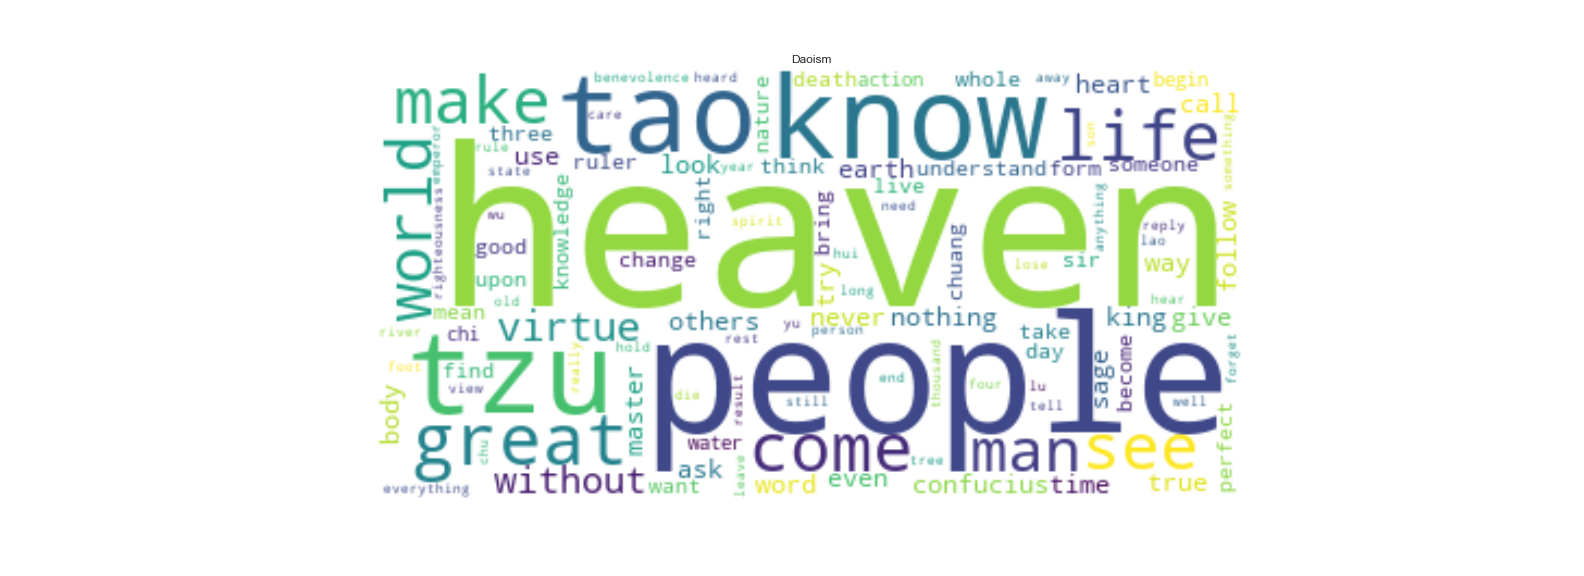 Daoism
benevolence heard
death action whole away heart begin
make tao know call
care nature life son something
three use ruler look year think earth understand form someone
world emperor rule state
heaven
righteousness wu knowledge right spirit live need anything reply
good change bring hui chuang sir lose lao way follow
upon old try long hear
mean virtue others yu never nothing take king give
river chi hold rest person day
tzu people
foot find view really die still end thousand four lu tell sage become well forget
body great master result water come man see perfect
chu ask leave tree
everything without want word even confucius time true